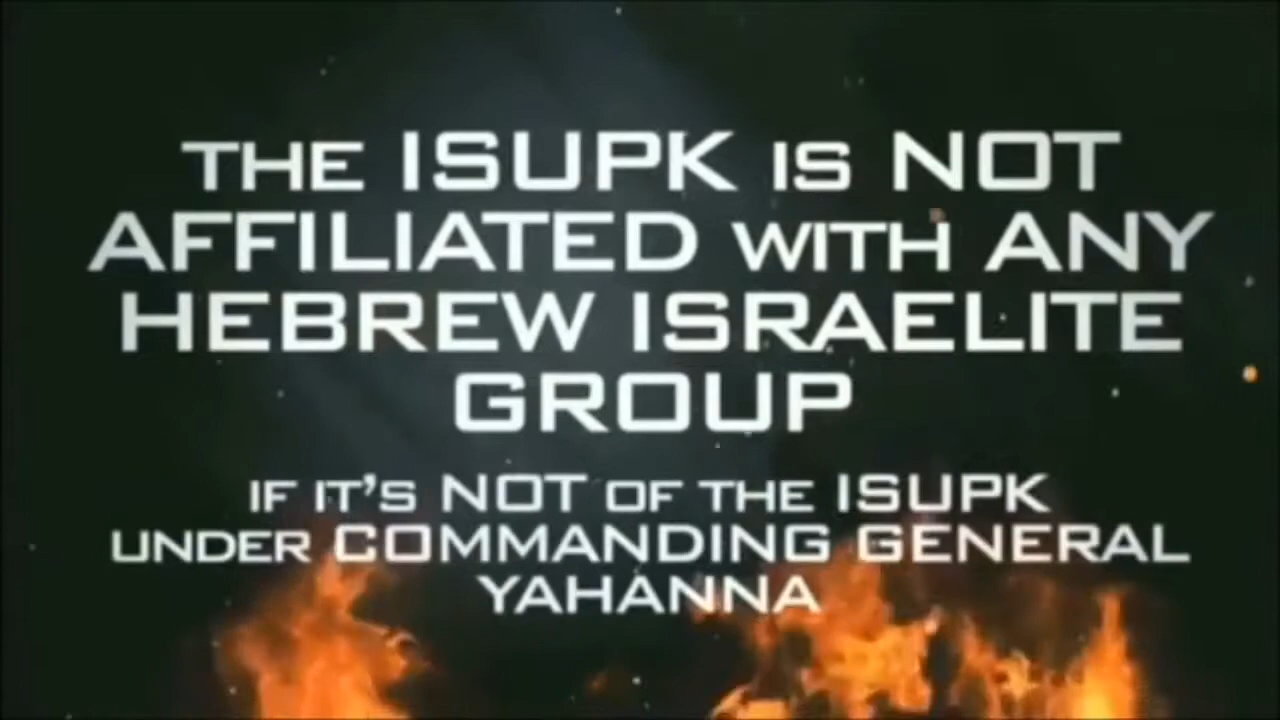 THE ISUPK IS NOT
AFFILIATED WITH ANY
HEBREW ISRAELITE
GROUP
IF IT'S NOT OF THE ISUPK
UNDER COMMANDING GENERAL
YAHANNA